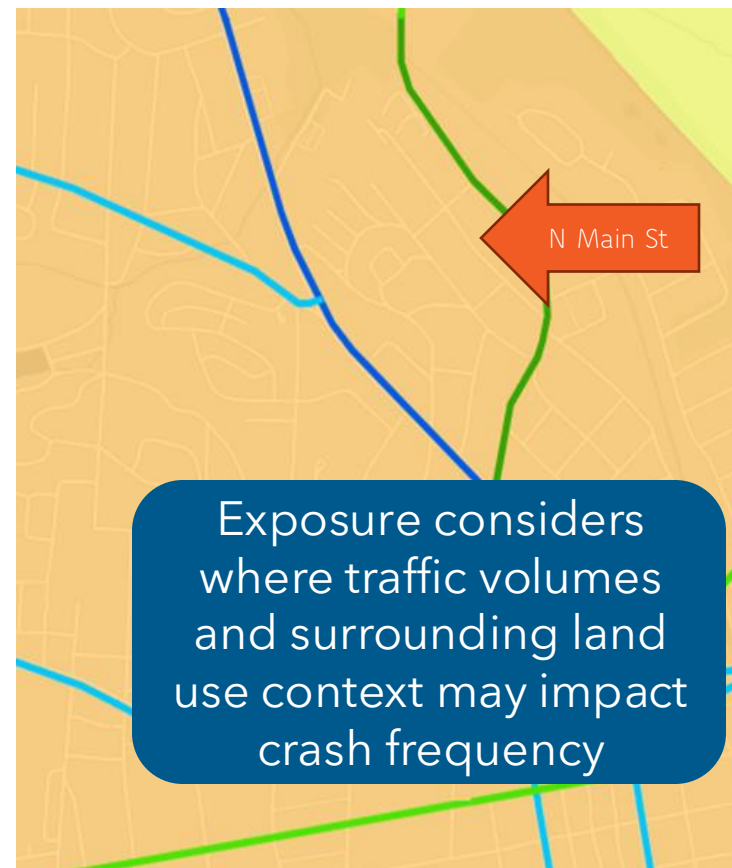 N Main St
Exposure considers
where traffic volumes
and surrounding land
use context may impact
crash frequency